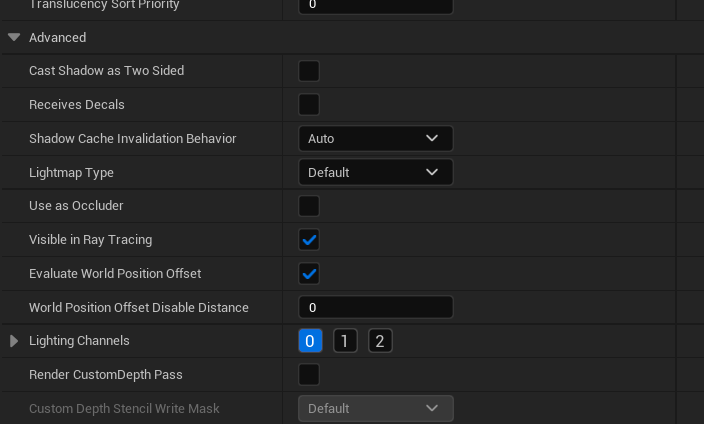 Translucency Sort Priority 0
Advanced
Cast Shadow as Two Sided
Receives Decals
Shadow Cache Invalidation Behavior Auto
Lightmap Type Default
Use as Occluder
Visible in Ray Tracing
Evaluate World Position Offset
World Position Offset Disable Distance 0
Lighting Channels 0 1 2
Render CustomDepth Pass
Custom Depth Stencil Write Mask Default